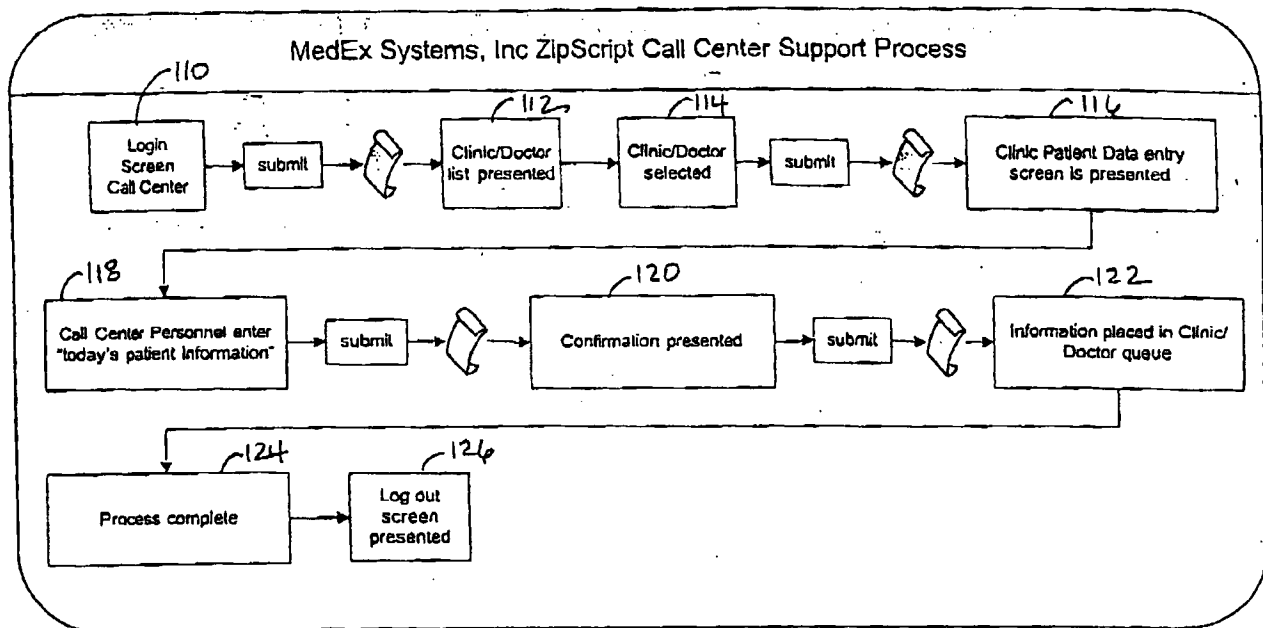 MedEx Systems, Inc ZipScript Call Center Support Process
110
112
114
116
Login
Screen
Call Center
submit
Clinic/Doctor
list presented
Clinic/Doctor
selected
submit
Clinic Patient Data entry
screen is presented
118
120
122
Call Center Personnel enter
"today's patient Information"
submit
Confirmation presented
submit
Information placed in Clinic/
Doctor queue
124
126
Process complete
Log out
screen
presented